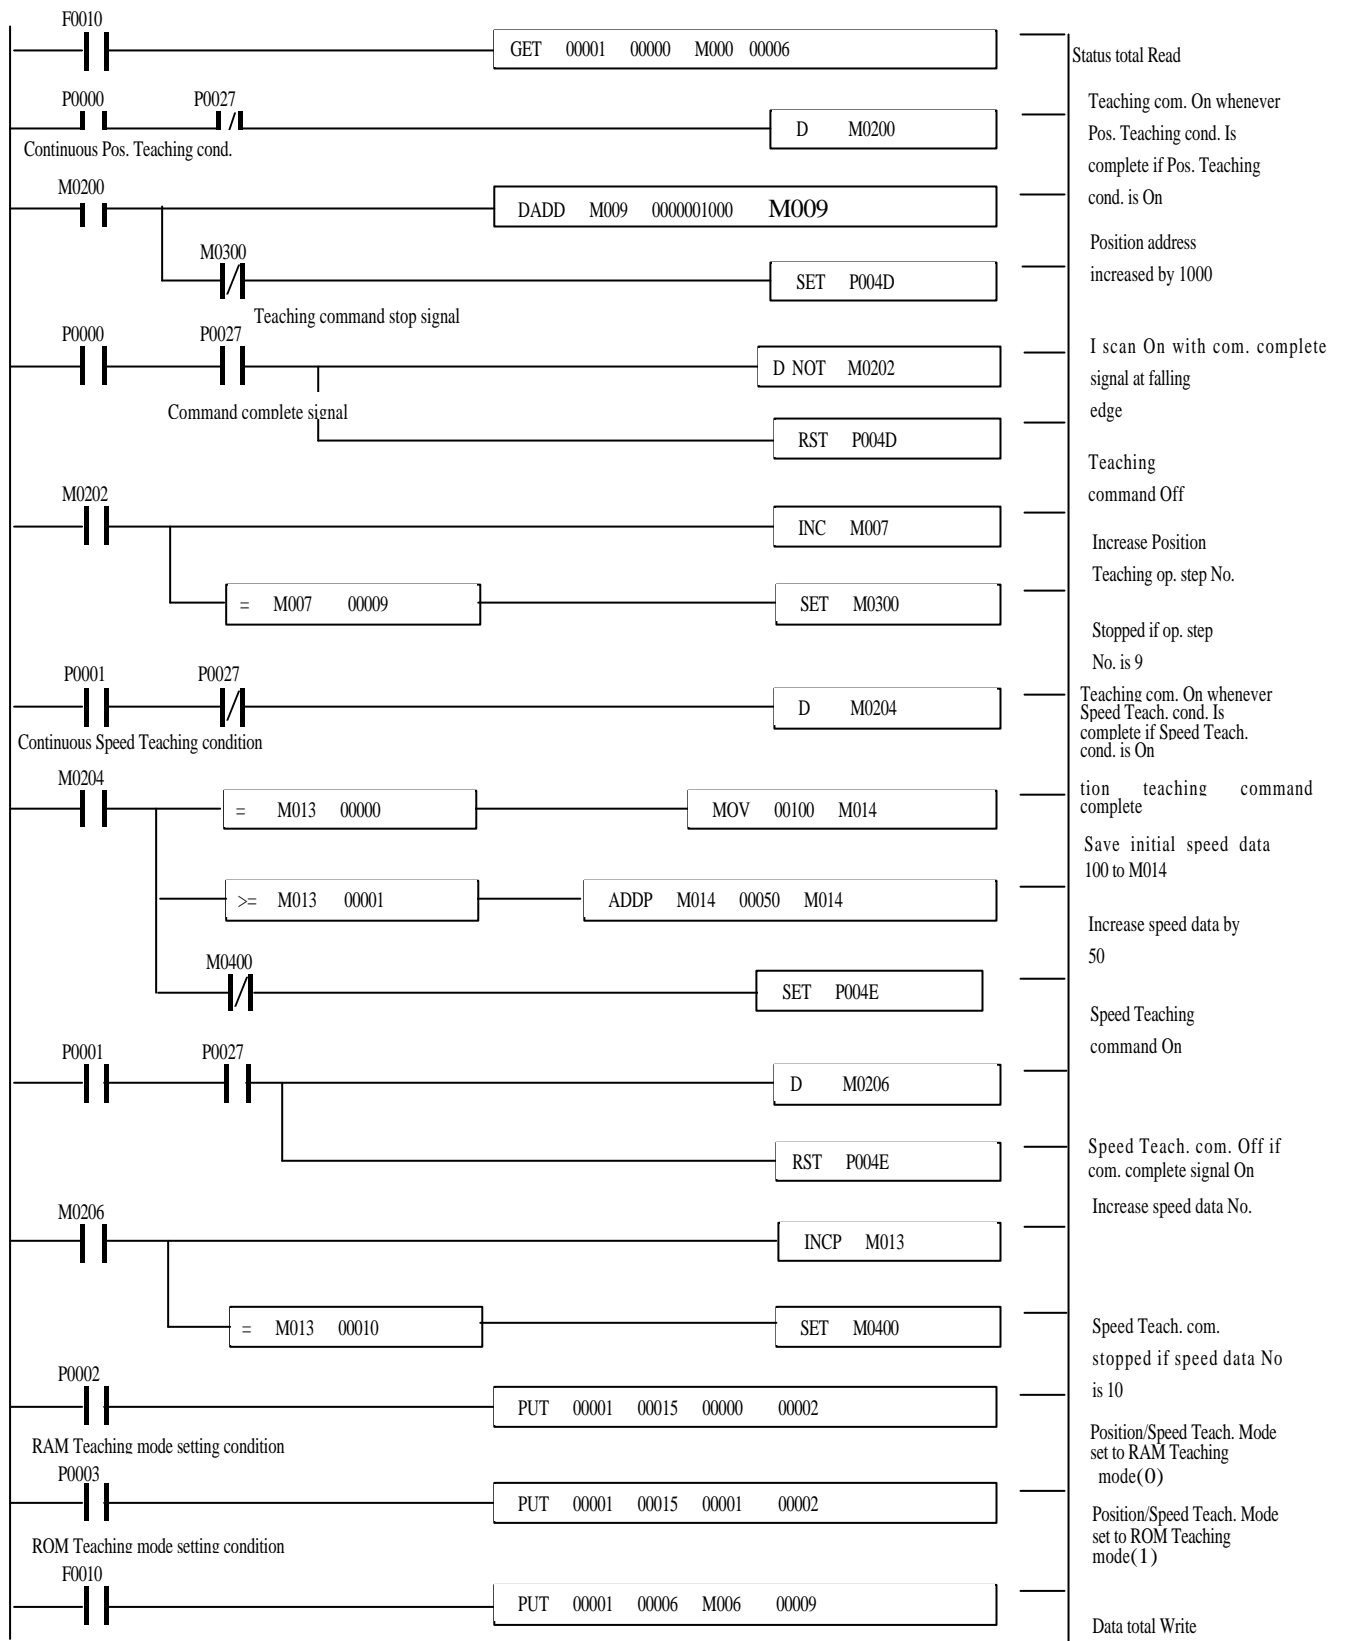 F0010
GET 00001 00000 M000 00006
Status total Read
P0000 P0027
D M0200
Continuous Pos. Teaching cond.
Teaching com. On whenever
Pos. Teaching cond. Is
complete if Pos. Teaching
cond. is On
M0200
DADD M009 0000001000 M009
Position address
increased by 1000
M0300
SET P004D
Teaching command stop signal
P0000 P0027
D NOT M0202
I scan On with com. complete
signal at falling
edge
Command complete signal
RST P004D
Teaching
command Off
M0202
INC M007
Increase Position
Teaching op. step No.
= M007 00009
SET M0300
Stopped if op. step
No. is 9
P0001 P0027
D M0204
Continuous Speed Teaching condition
Teaching com. On whenever
Speed Teach. cond. Is
complete if Speed Teach.
cond. is On
M0204
= M013 00000
MOV 00100 M014
tion teaching command
complete
Save initial speed data
100 to M014
>= M013 00001
ADDP M014 00050 M014
Increase speed data by
50
M0400
SET P004E
Speed Teaching
command On
P0001 P0027
D M0206
RST P004E
Speed Teach. com. Off if
com. complete signal On
M0206
INCP M013
Increase speed data No.
= M013 00010
SET M0400
Speed Teach. com.
stopped if speed data No
is 10
P0002
PUT 00001 00015 00000 00002
RAM Teaching mode setting condition
Position/Speed Teach. Mode
set to RAM Teaching
mode(0)
P0003
PUT 00001 00015 00001 00002
ROM Teaching mode setting condition
Position/Speed Teach. Mode
set to ROM Teaching
mode(1)
F0010
PUT 00001 00006 M006 00009
Data total Write